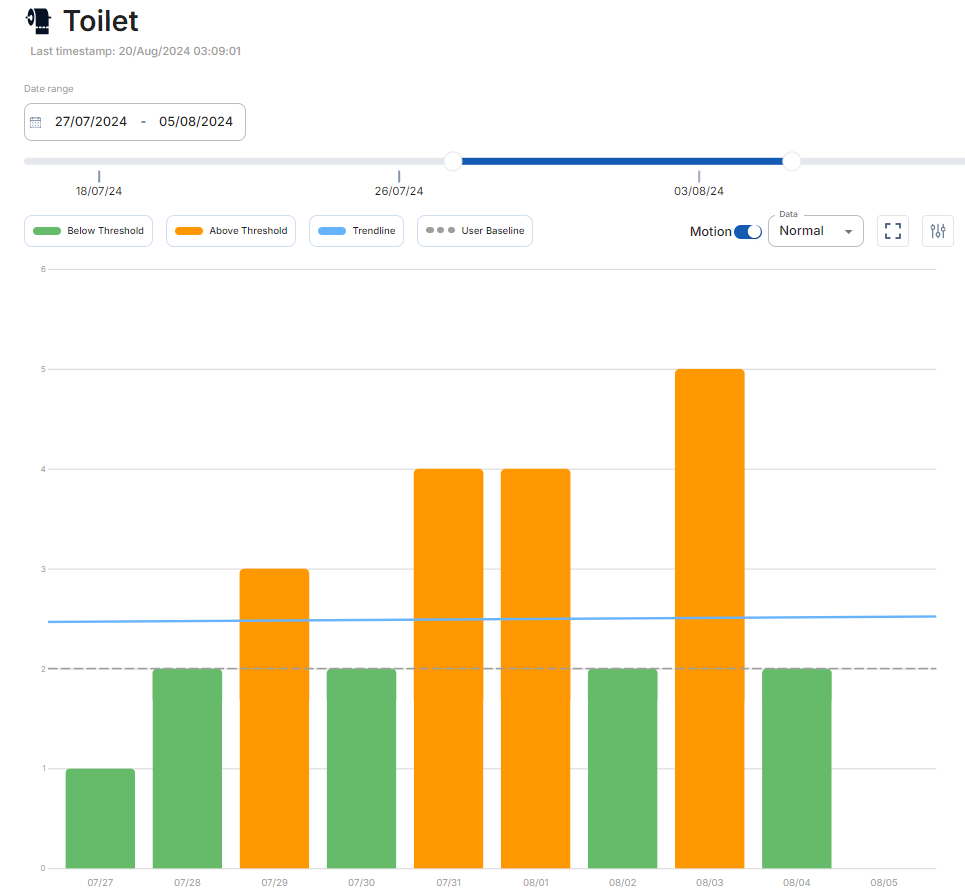 Toilet
Last timestamp: 20/Aug/2024 03:09:01
Date range
27/07/2024 - 05/08/2024
18/07/24 26/07/24 03/08/24
Below Threshold Above Threshold Trendline User Baseline Motion Data Normal
6
5
4
3
2
1
0
07/27 07/28 07/29 07/30 07/31 08/01 08/02 08/03 08/04 08/05